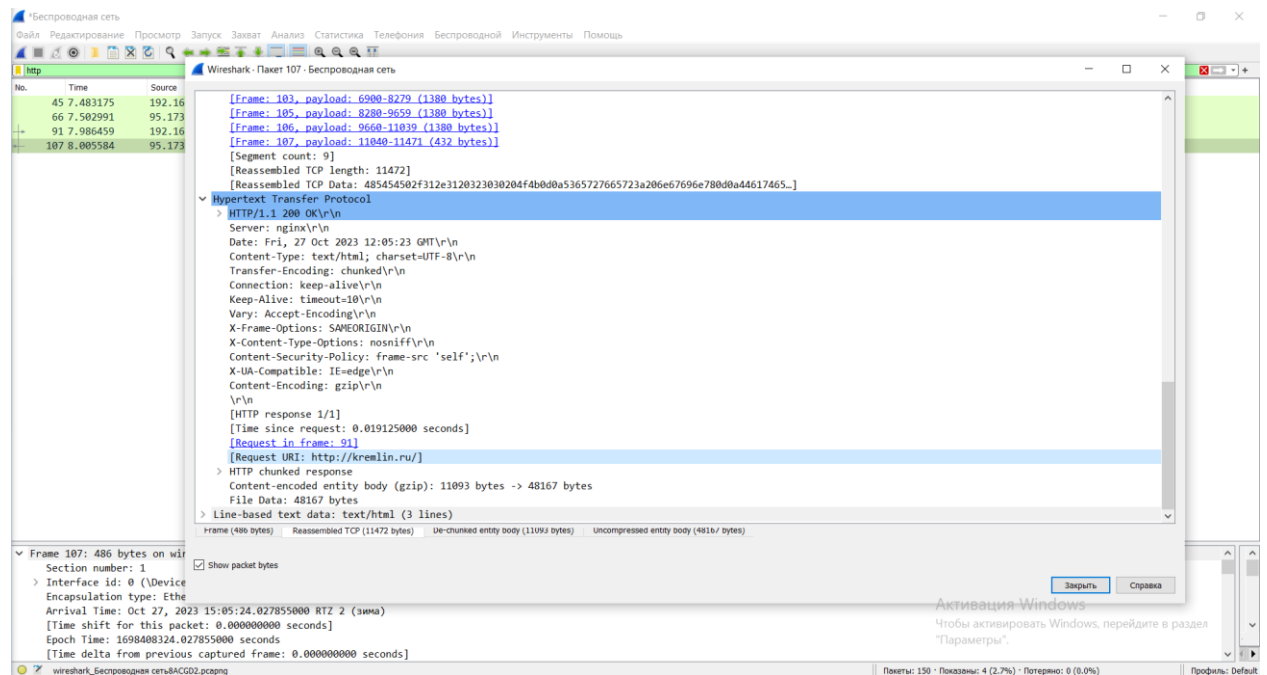 *Беспроводная сеть
Файл Редактирование Просмотр Запуск Захват Анализ Статистика Телефония Беспроводной Инструменты Помощь
http
Wireshark · Пакет 107 · Беспроводная сеть
No. Time Source
45 7.483175 192.16
66 7.502991 95.173
91 7.986459 192.16
107 8.005584 95.173
[Frame: 103, payload: 6900-8279 (1380 bytes)]
[Frame: 105, payload: 8280-9659 (1380 bytes)]
[Frame: 106, payload: 9660-11039 (1380 bytes)]
[Frame: 107, payload: 11040-11471 (432 bytes)]
[Segment count: 9]
[Reassembled TCP length: 11472]
[Reassembled TCP Data: 485454502f312e3120323030204f4b0d0a5365727665723a206e67696e780d0a44617465…]
Hypertext Transfer Protocol
HTTP/1.1 200 OK\r\n
Server: nginx\r\n
Date: Fri, 27 Oct 2023 12:05:23 GMT\r\n
Content-Type: text/html; charset=UTF-8\r\n
Transfer-Encoding: chunked\r\n
Connection: keep-alive\r\n
Keep-Alive: timeout=10\r\n
Vary: Accept-Encoding\r\n
X-Frame-Options: SAMEORIGIN\r\n
X-Content-Type-Options: nosniff\r\n
Content-Security-Policy: frame-src 'self';\r\n
X-UA-Compatible: IE=edge\r\n
Content-Encoding: gzip\r\n
\r\n
[HTTP response 1/1]
[Time since request: 0.019125000 seconds]
[Request in frame: 91]
[Request URI: http://kremlin.ru/]
HTTP chunked response
Content-encoded entity body (gzip): 11093 bytes -> 48167 bytes
File Data: 48167 bytes
Line-based text data: text/html (3 lines)
Frame (486 bytes) Reassembled TCP (11472 bytes) De-chunked entity body (11093 bytes) Uncompressed entity body (48167 bytes)
Show packet bytes
Закрыть Справка
Frame 107: 486 bytes on wir
Section number: 1
Interface id: 0 (\Device
Encapsulation type: Ethe
Arrival Time: Oct 27, 2023 15:05:24.027855000 RTZ 2 (зима)
[Time shift for this packet: 0.000000000 seconds]
Epoch Time: 1698408324.027855000 seconds
[Time delta from previous captured frame: 0.000000000 seconds]
Активация Windows
Чтобы активировать Windows, перейдите в раздел
"Параметры".
wireshark_Беспроводная сеть8ACGD2.pcapng
Пакеты: 150 · Показаны: 4 (2.7%) · Потеряно: 0 (0.0%)
Профиль: Default